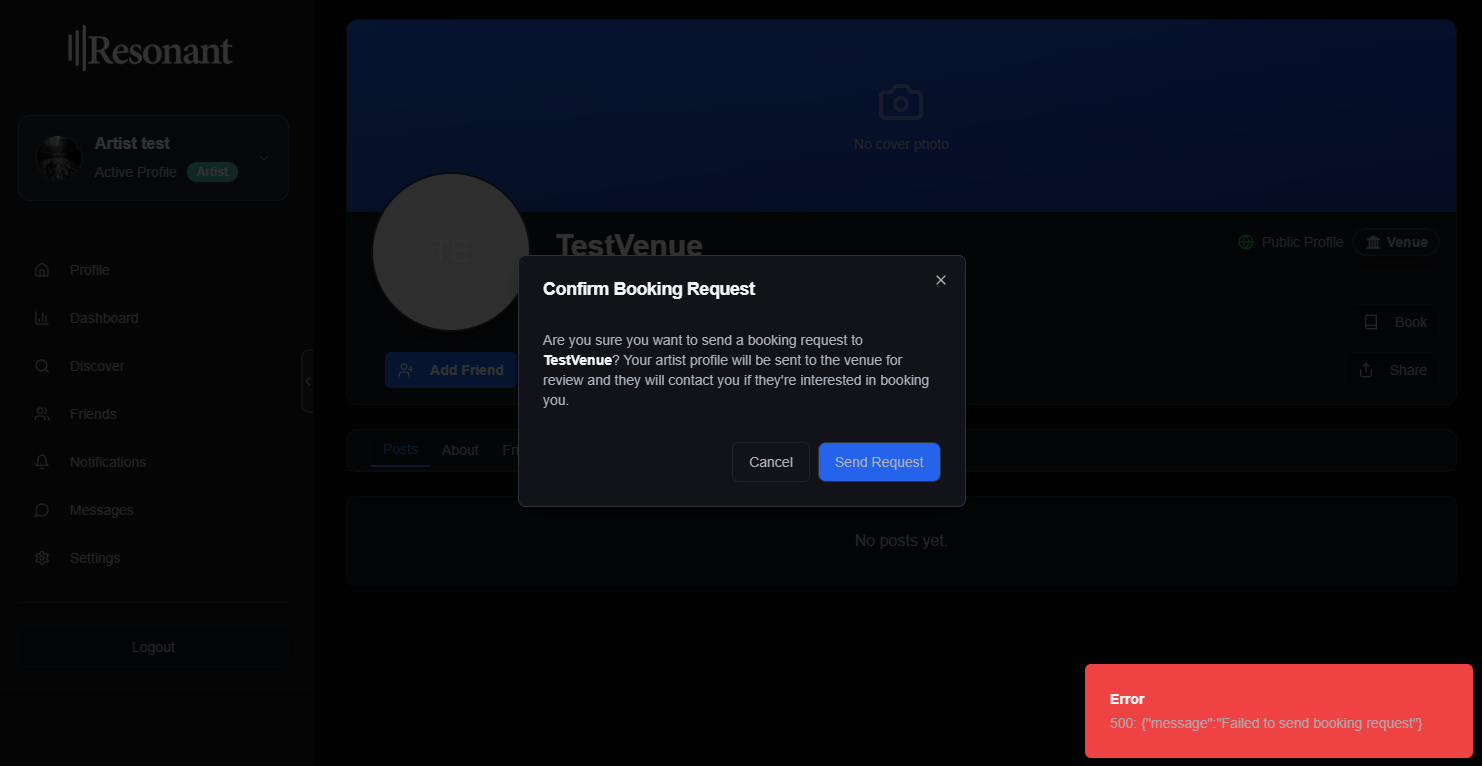 Resonant
Artist test
Active Profile Artist
Profile
Dashboard
Discover
Friends
Notifications
Messages
Settings
Logout
No cover photo
TE
TestVenue
Public Profile Venue
Book
Add Friend
Share
Posts About
No posts yet.
Confirm Booking Request
Are you sure you want to send a booking request to
TestVenue? Your artist profile will be sent to the venue for
review and they will contact you if they're interested in booking
you.
Cancel Send Request
Error
500: {"message":"Failed to send booking request"}